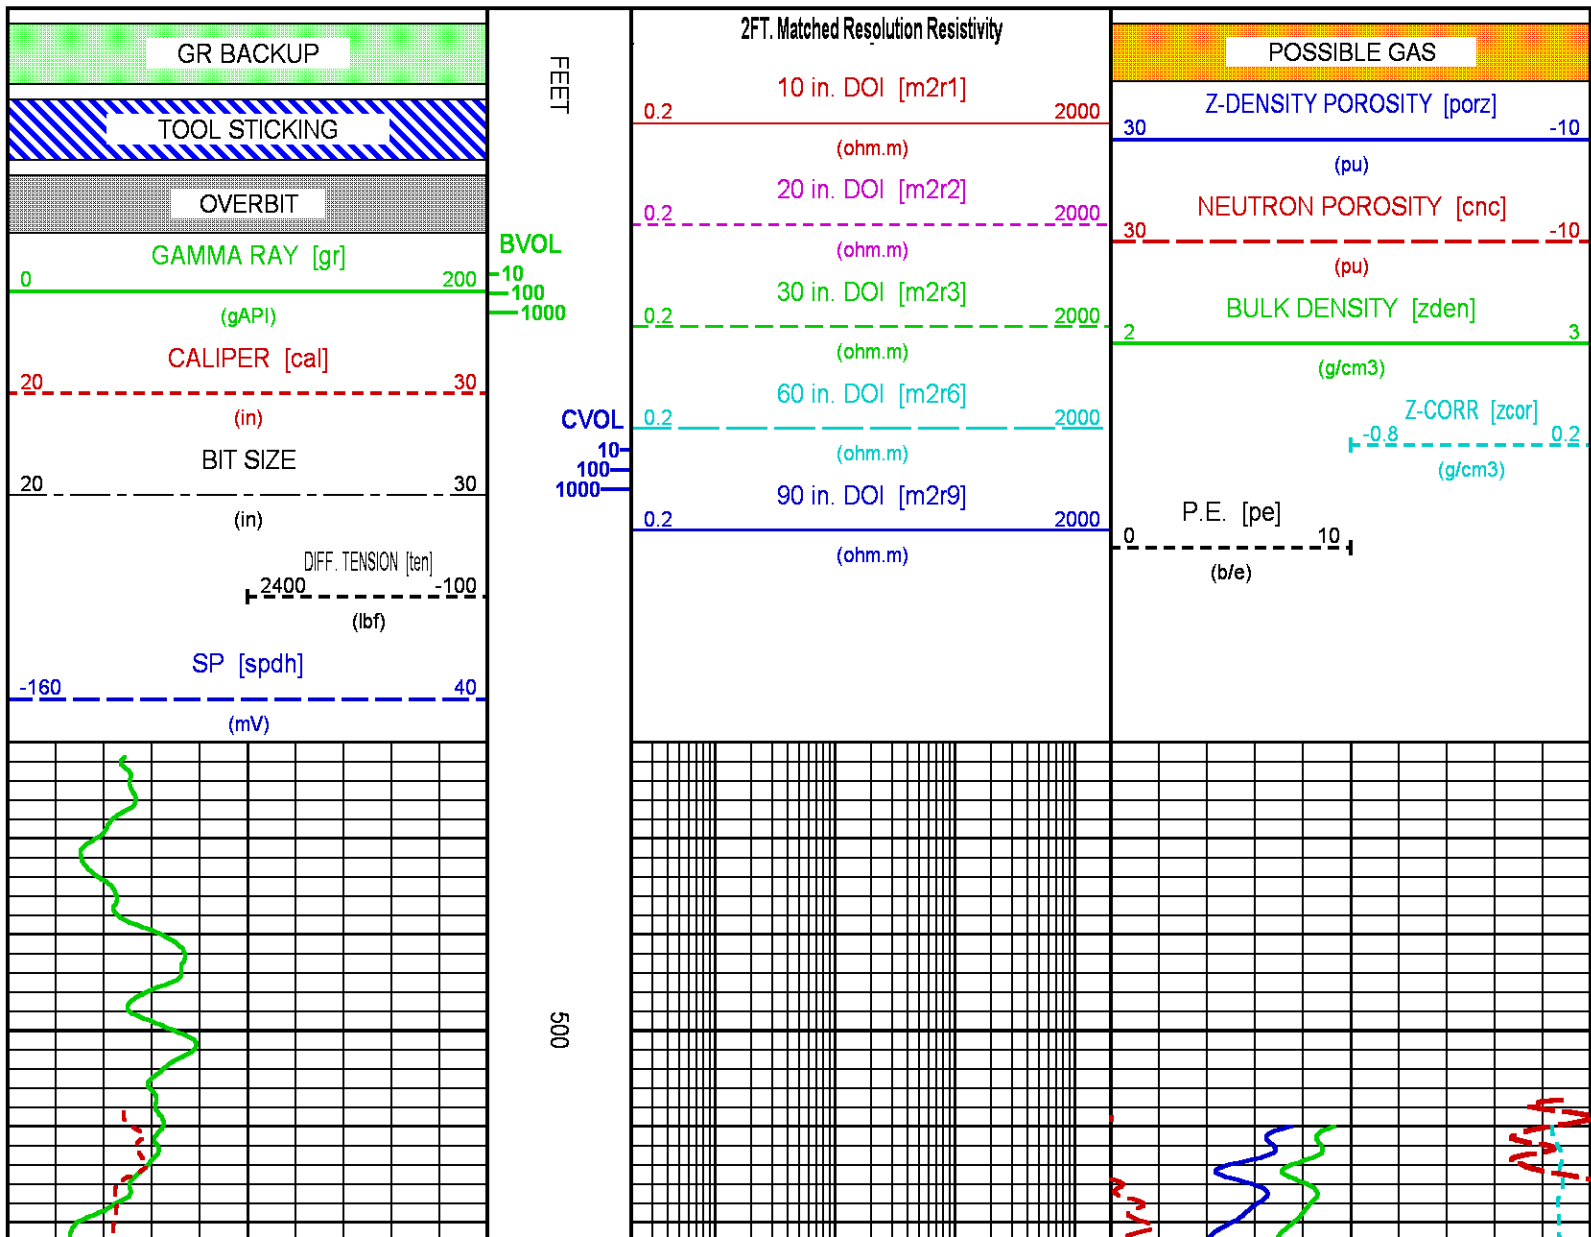 GR BACKUP
TOOL STICKING
OVERBIT
GAMMA RAY [gr]
0 200
(gAPI)
CALIPER [cal]
20 30
(in)
BIT SIZE
20 30
(in)
DIFF. TENSION [ten]
2400 -100
(lbf)
SP [spdh]
-160 40
(mV)
FEET
BVOL
10
100
1000
CVOL
10
100
1000
500
2FT. Matched Resolution Resistivity
10 in. DOI [m2r1]
0.2 2000
(ohm.m)
20 in. DOI [m2r2]
0.2 2000
(ohm.m)
30 in. DOI [m2r3]
0.2 2000
(ohm.m)
60 in. DOI [m2r6]
0.2 2000
(ohm.m)
90 in. DOI [m2r9]
0.2 2000
(ohm.m)
POSSIBLE GAS
Z-DENSITY POROSITY [porz]
30 -10
(pu)
NEUTRON POROSITY [cnc]
30 -10
(pu)
BULK DENSITY [zden]
2 3
(g/cm3)
Z-CORR [zcor]
-0.8 0.2
(g/cm3)
P.E. [pe]
0 10
(b/e)